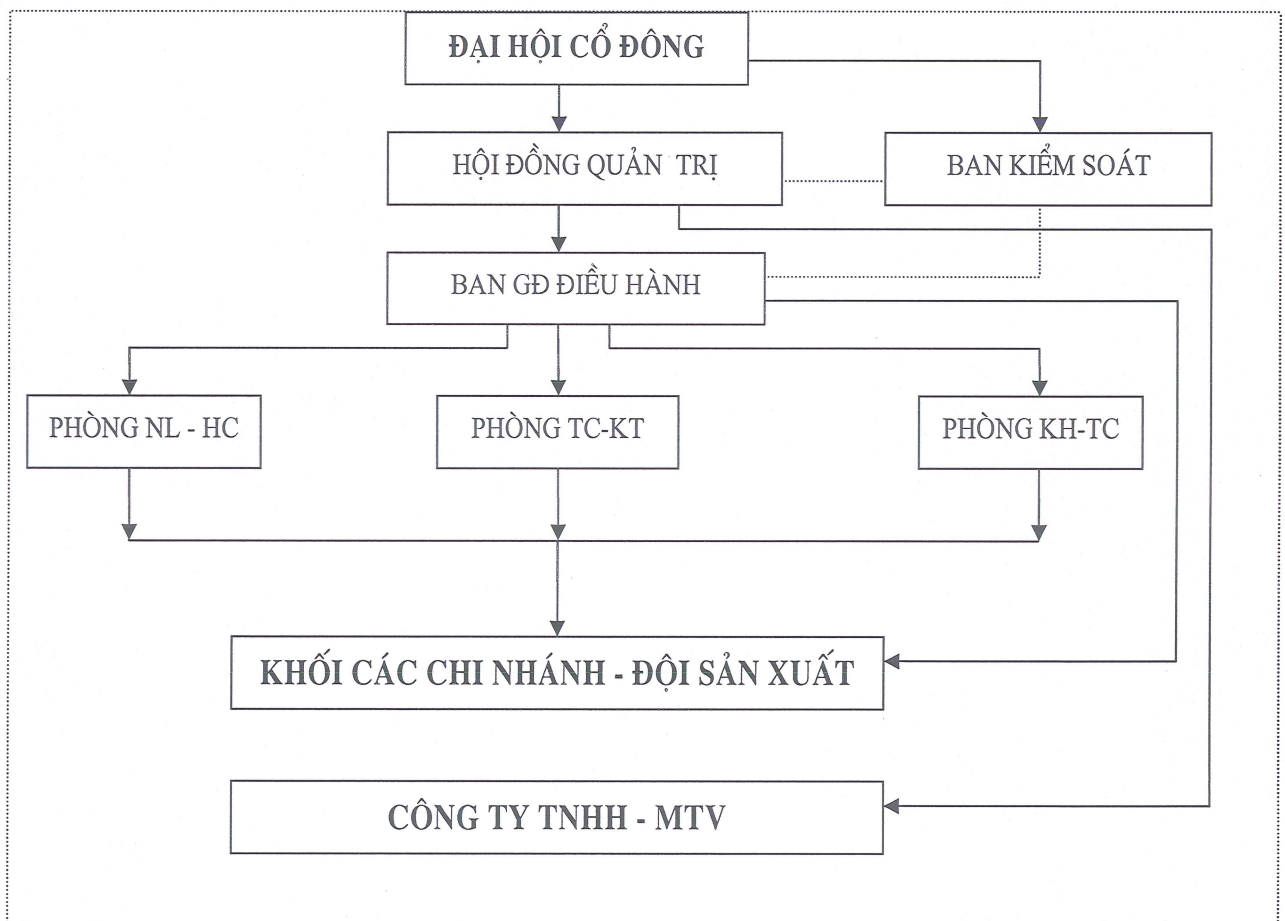 ĐẠI HỘI CỔ ĐÔNG
HỘI ĐỒNG QUẢN TRỊ
BAN KIỂM SOÁT
BAN GĐ ĐIỀU HÀNH
PHÒNG NL - HC
PHÒNG TC-KT
PHÒNG KH-TC
KHỐI CÁC CHI NHÁNH - ĐỘI SẢN XUẤT
CÔNG TY TNHH - MTV